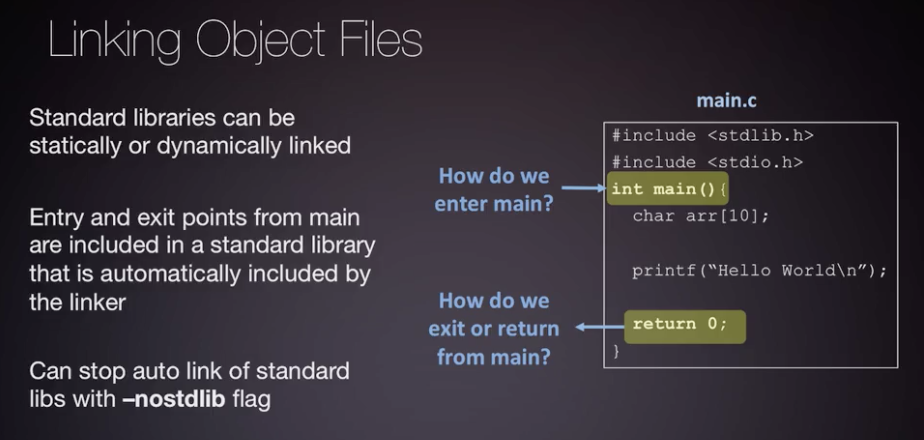 Linking Object Files
Standard libraries can be
statically or dynamically linked
Entry and exit points from main
are included in a standard library
that is automatically included by
the linker
Can stop auto link of standard
libs with –nostdlib flag
How do we
enter main?
How do we
exit or return
from main?
main.c
#include <stdlib.h>
#include <stdio.h>
int main(){
char arr[10];
printf(“Hello World\n”);
return 0;
}